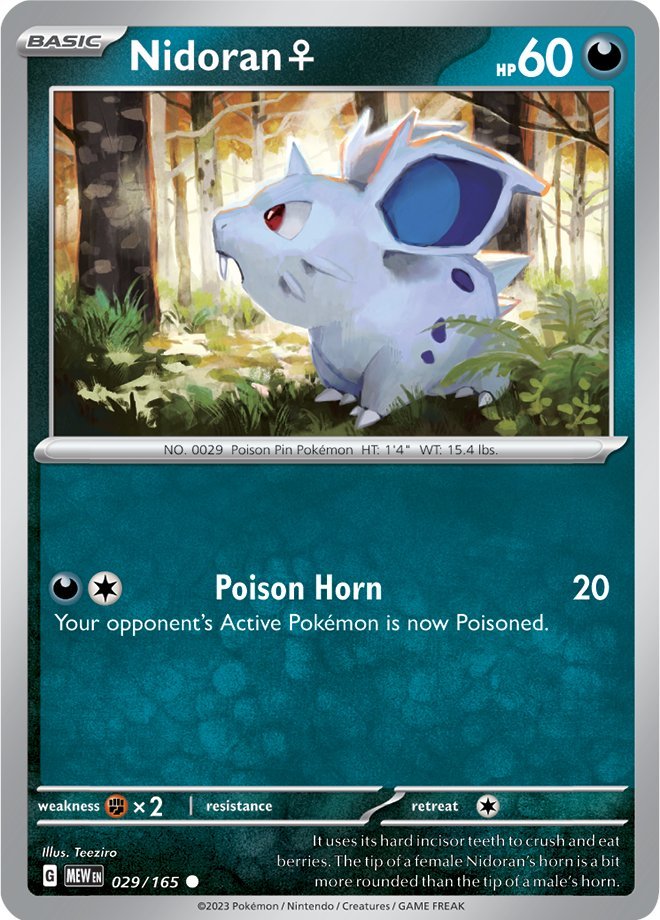 BASIC
Nidoran♀
HP60
NO. 0029 Poison Pin Pokémon HT: 1'4" WT: 15.4 lbs.
Poison Horn 20
Your opponent's Active Pokémon is now Poisoned.
weakness ×2 resistance retreat
Illus. Teeziro
It uses its hard incisor teeth to crush and eat
berries. The tip of a female Nidoran's horn is a bit
more rounded than the tip of a male's horn.
G MEW EN 029/165
©2023 Pokémon / Nintendo / Creatures / GAME FREAK